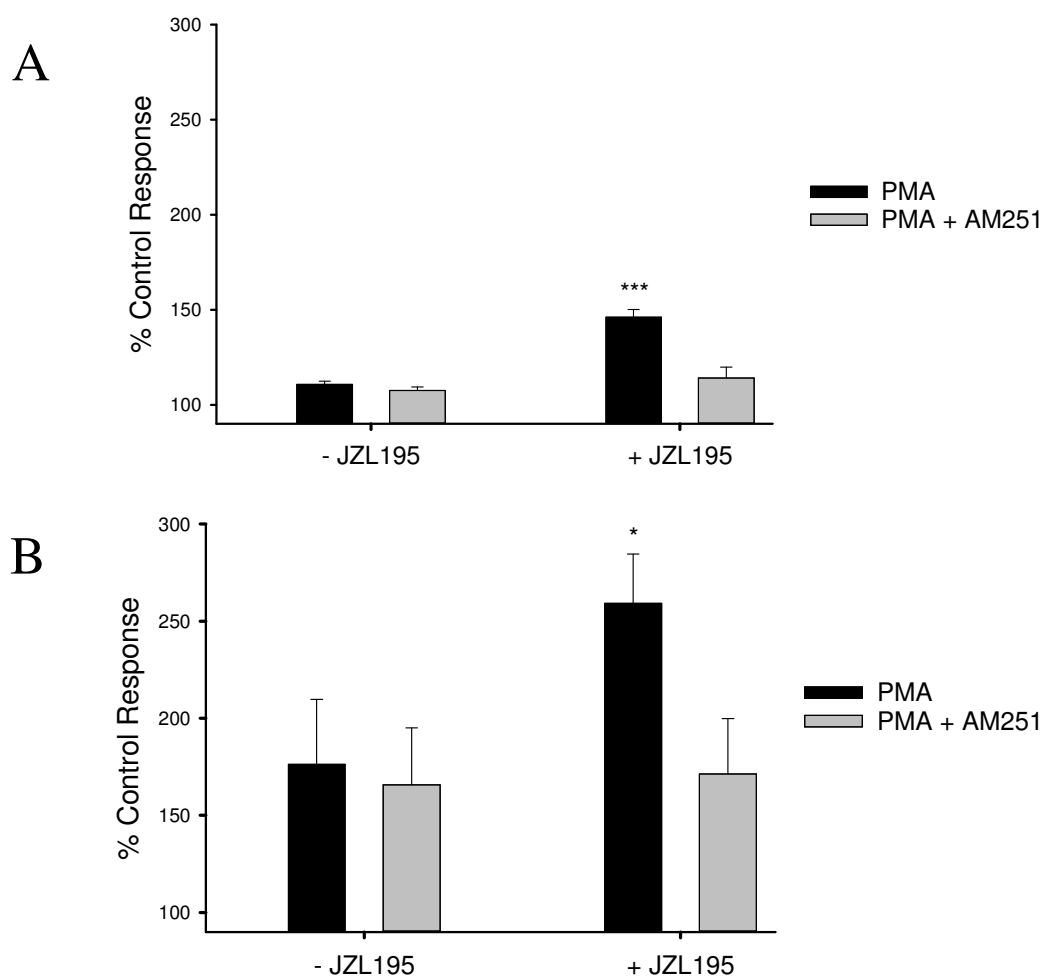 A
300
250
200
150
100
% Control Response
***
- JZL195
+ JZL195
PMA
PMA + AM251
B
300
250
200
150
100
% Control Response
*
- JZL195
+ JZL195
PMA
PMA + AM251